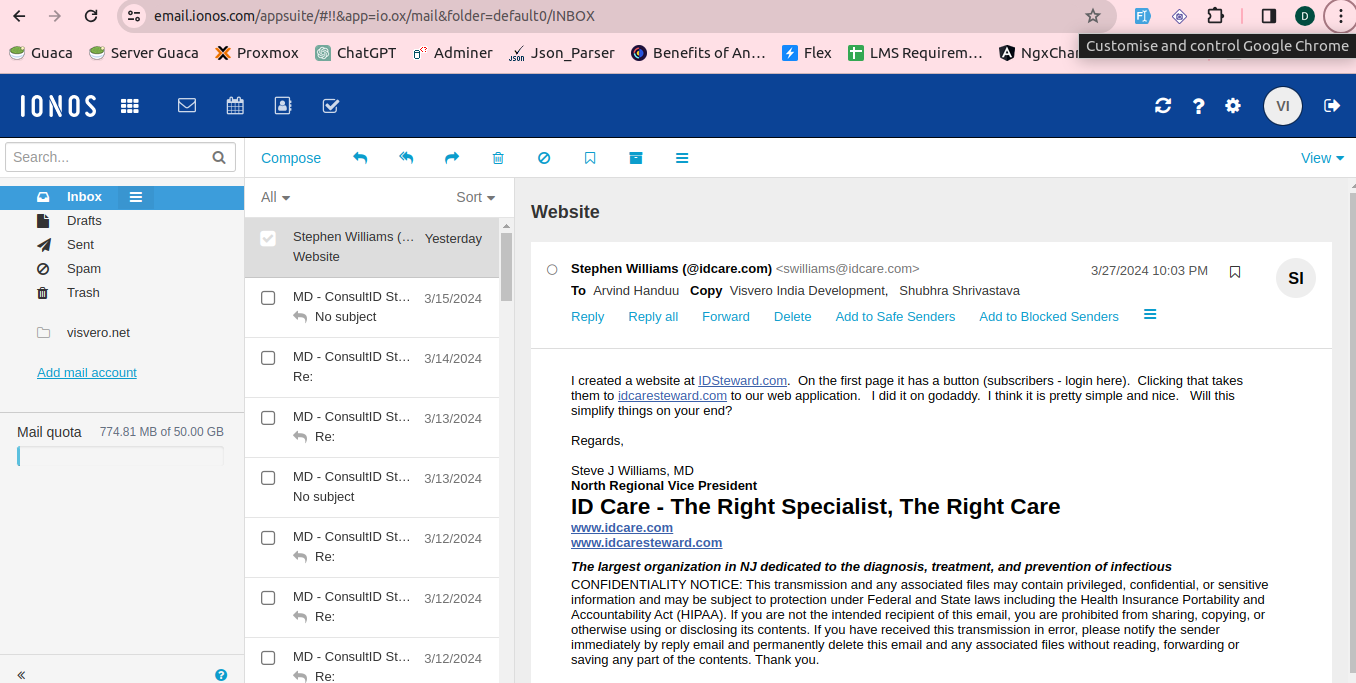 email.ionos.com/appsuite/#!!&app=io.ox/mail&folder=default0/INBOX
D
Guaca
Server Guaca
Proxmox
ChatGPT
Adminer
Json_Parser
Benefits of An...
Flex
LMS Requirem...
NgxChar
Customise and control Google Chrome
IONOS
VI
Search...
Compose
View
Inbox
Drafts
Sent
Spam
Trash
visvero.net
Add mail account
Mail quota 774.81 MB of 50.00 GB
All
Sort
Stephen Williams (... Yesterday
Website
MD - ConsultID St... 3/15/2024
No subject
MD - ConsultID St... 3/14/2024
Re:
MD - ConsultID St... 3/13/2024
Re:
MD - ConsultID St... 3/13/2024
No subject
MD - ConsultID St... 3/12/2024
Re:
MD - ConsultID St... 3/12/2024
Re:
MD - ConsultID St... 3/12/2024
Re:
Website
Stephen Williams (@idcare.com) <swilliams@idcare.com> 3/27/2024 10:03 PM
SI
To Arvind Handuu Copy Visvero India Development, Shubhra Shrivastava
Reply Reply all Forward Delete Add to Safe Senders Add to Blocked Senders
I created a website at IDSteward.com. On the first page it has a button (subscribers - login here). Clicking that takes
them to idcaresteward.com to our web application. I did it on godaddy. I think it is pretty simple and nice. Will this
simplify things on your end?
Regards,
Steve J Williams, MD
North Regional Vice President
ID Care - The Right Specialist, The Right Care
www.idcare.com
www.idcaresteward.com
The largest organization in NJ dedicated to the diagnosis, treatment, and prevention of infectious
CONFIDENTIALITY NOTICE: This transmission and any associated files may contain privileged, confidential, or sensitive
information and may be subject to protection under Federal and State laws including the Health Insurance Portability and
Accountability Act (HIPAA). If you are not the intended recipient of this email, you are prohibited from sharing, copying, or
otherwise using or disclosing its contents. If you have received this transmission in error, please notify the sender
immediately by reply email and permanently delete this email and any associated files without reading, forwarding or
saving any part of the contents. Thank you.